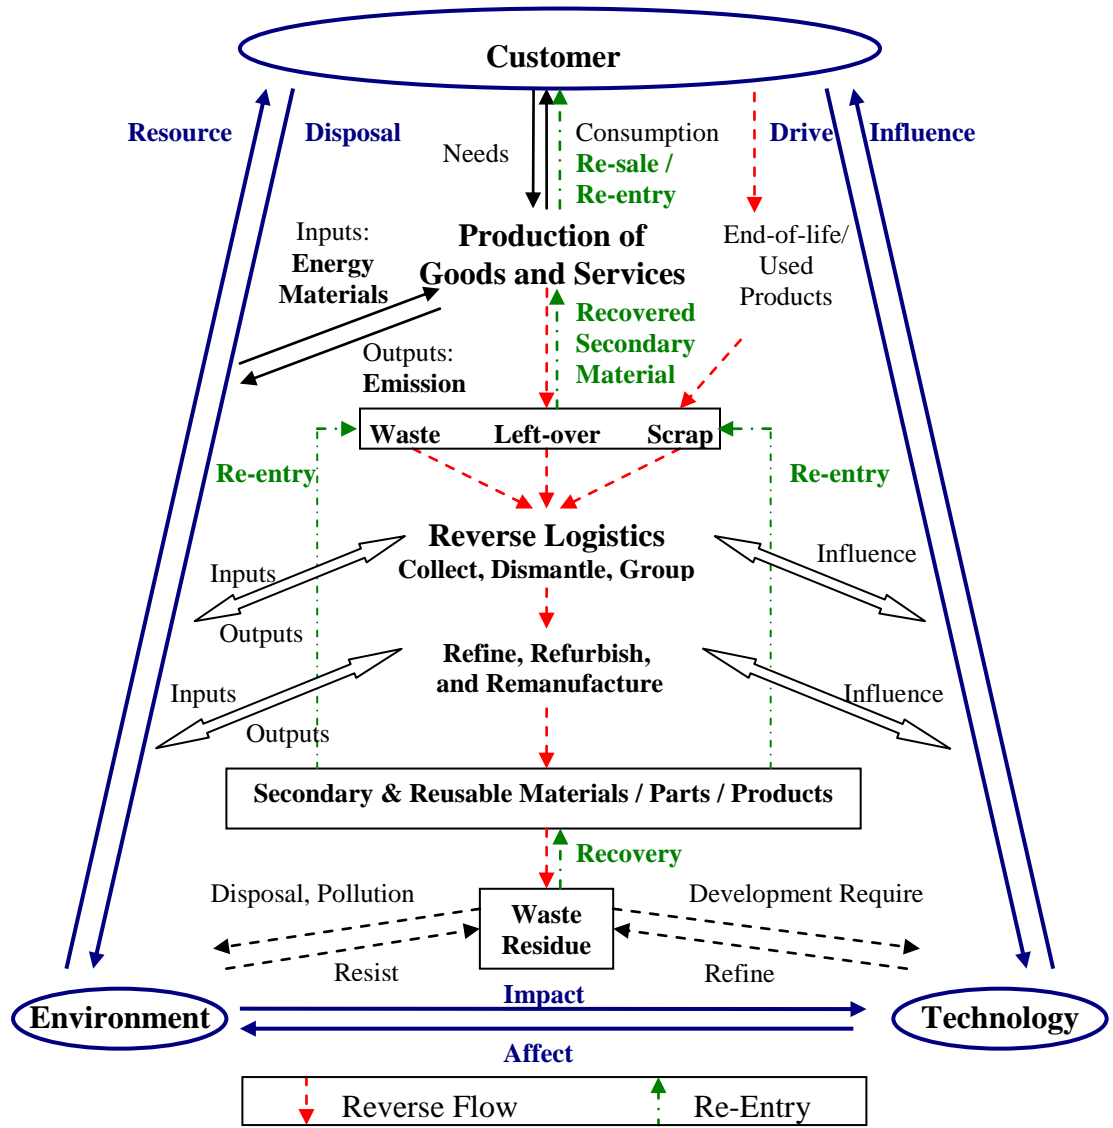 Customer
Resource
Disposal
Needs
Consumption
Re-sale /
Re-entry
Drive
Influence
Inputs:
Energy
Materials
Production of
Goods and Services
End-of-life/
Used
Products
Outputs:
Emission
Recovered
Secondary
Material
Waste Left-over Scrap
Re-entry
Re-entry
Reverse Logistics
Collect, Dismantle, Group
Inputs
Outputs
Influence
Refine, Refurbish,
and Remanufacture
Inputs
Outputs
Influence
Secondary & Reusable Materials / Parts / Products
Recovery
Disposal, Pollution
Development Require
Waste
Residue
Resist
Refine
Environment
Impact
Technology
Affect
Reverse Flow
Re-Entry